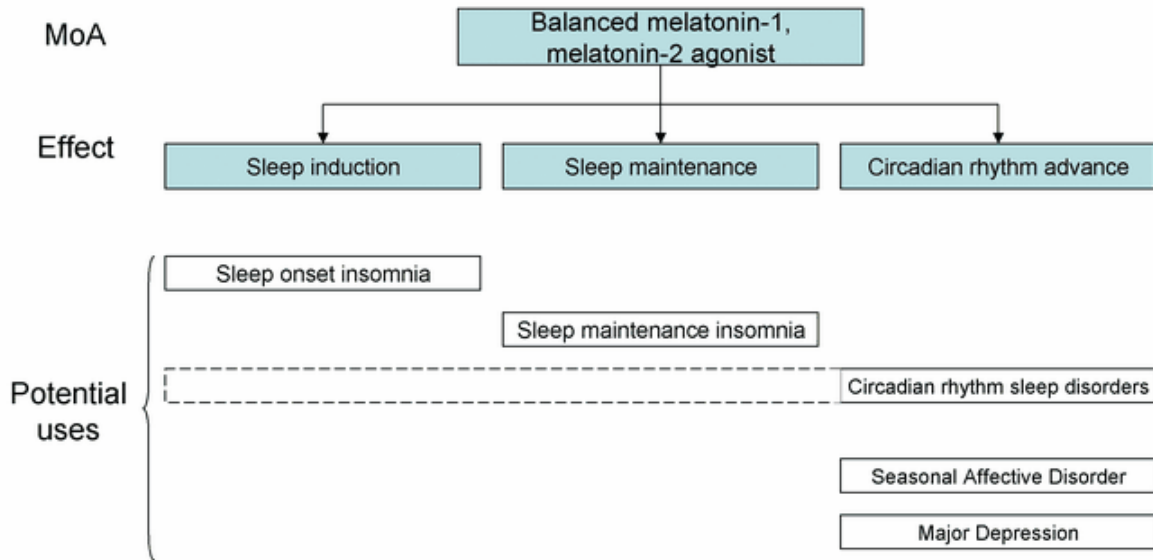 MoA
Balanced melatonin-1,
melatonin-2 agonist
Effect
Sleep induction
Sleep maintenance
Circadian rhythm advance
Potential
uses
Sleep onset insomnia
Sleep maintenance insomnia
Circadian rhythm sleep disorders
Seasonal Affective Disorder
Major Depression